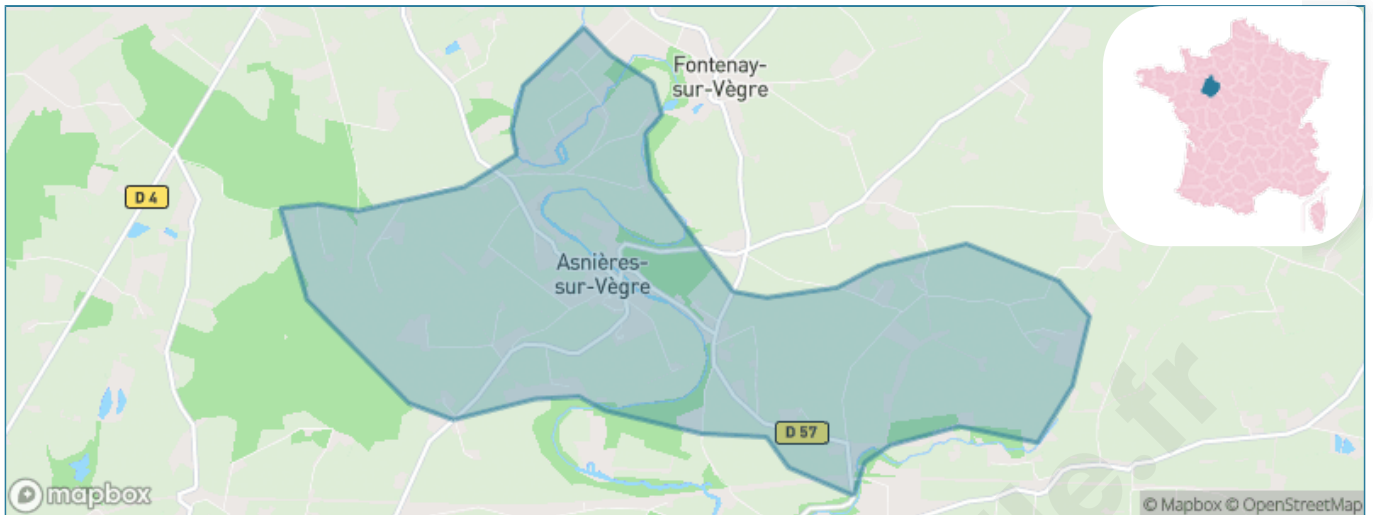 Fontenay-
sur-Vègre
D 4
Asnières-
sur-Vègre
D 57
mapbox
© Mapbox © OpenStreetMap